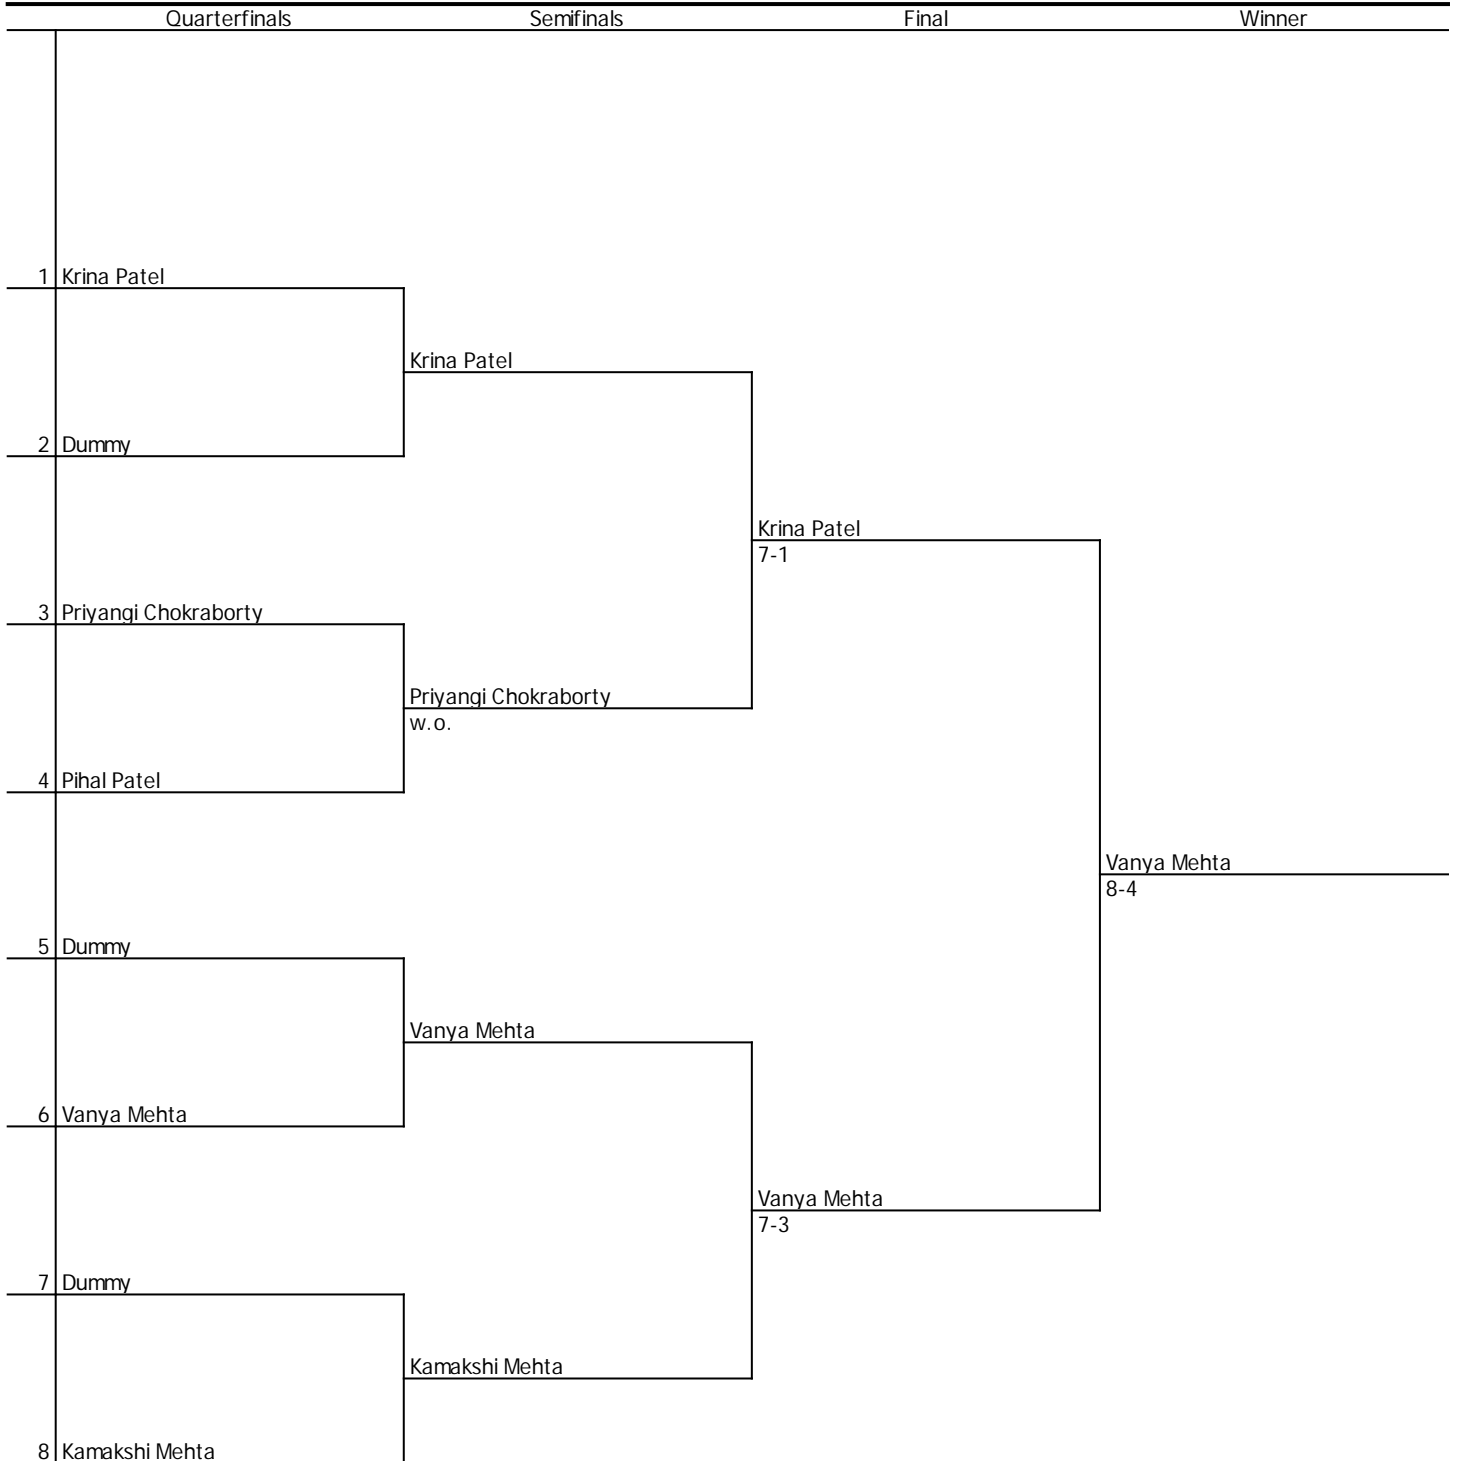 Quarterfinals Semifinals Final Winner
1 Krina Patel
Krina Patel
2 Dummy
Krina Patel
7-1
3 Priyangi Chokraborty
Priyangi Chokraborty
w.o.
4 Pihal Patel
Vanya Mehta
8-4
5 Dummy
Vanya Mehta
6 Vanya Mehta
Vanya Mehta
7-3
7 Dummy
Kamakshi Mehta
8 Kamakshi Mehta